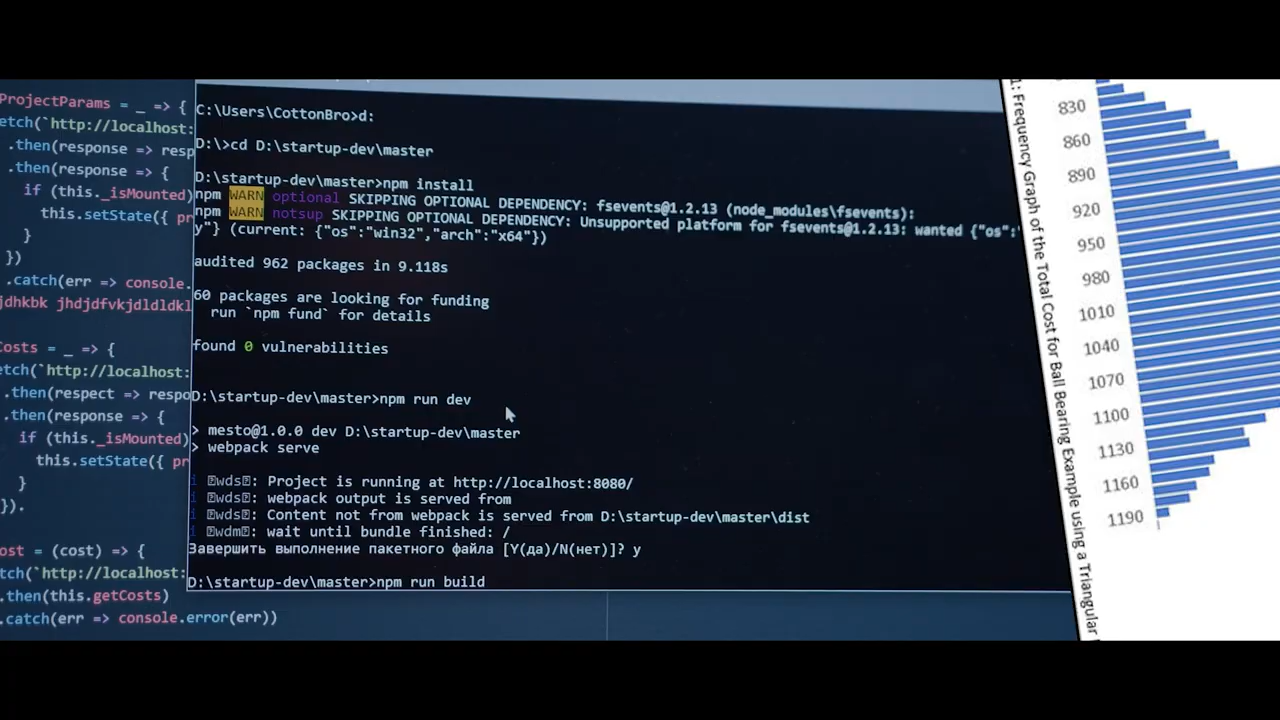 ProjectParams = _ => {
etch(`http://localhost:
.then(response => resp
.then(response => {
if (this._isMounted)
this.setState({ pr
}
})
.catch(err => console.
jdhkbk jhdjdfvkjdldldkl
Costs = _ => {
etch(`http://localhost:
.then(respect => respo
.then(response => {
if (this._isMounted)
this.setState({ pr
}
}).
ost = (cost) => {
tch(`http://localhost:
.then(this.getCosts)
.catch(err => console.error(err))
C:\Users\CottonBro>d:
D:\>cd D:\startup-dev\master
D:\startup-dev\master>npm install
npm WARN optional SKIPPING OPTIONAL DEPENDENCY: fsevents@1.2.13 (node_modules\fsevents):
npm WARN notsup SKIPPING OPTIONAL DEPENDENCY: Unsupported platform for fsevents@1.2.13: wanted {"os":"
y"} (current: {"os":"win32","arch":"x64"})
audited 962 packages in 9.118s
60 packages are looking for funding
run `npm fund` for details
found 0 vulnerabilities
D:\startup-dev\master>npm run dev
> mesto@1.0.0 dev D:\startup-dev\master
> webpack serve
i ⍰wds⍰: Project is running at http://localhost:8080/
i ⍰wds⍰: webpack output is served from
i ⍰wds⍰: Content not from webpack is served from D:\startup-dev\master\dist
i ⍰wdm⍰: wait until bundle finished: /
Завершить выполнение пакетного файла [Y(да)/N(нет)]? y
D:\startup-dev\master>npm run build
1: Frequency Graph of the Total Cost for Ball Bearing Example using a Triangular
830
860
890
920
950
980
1010
1040
1070
1100
1130
1160
1190